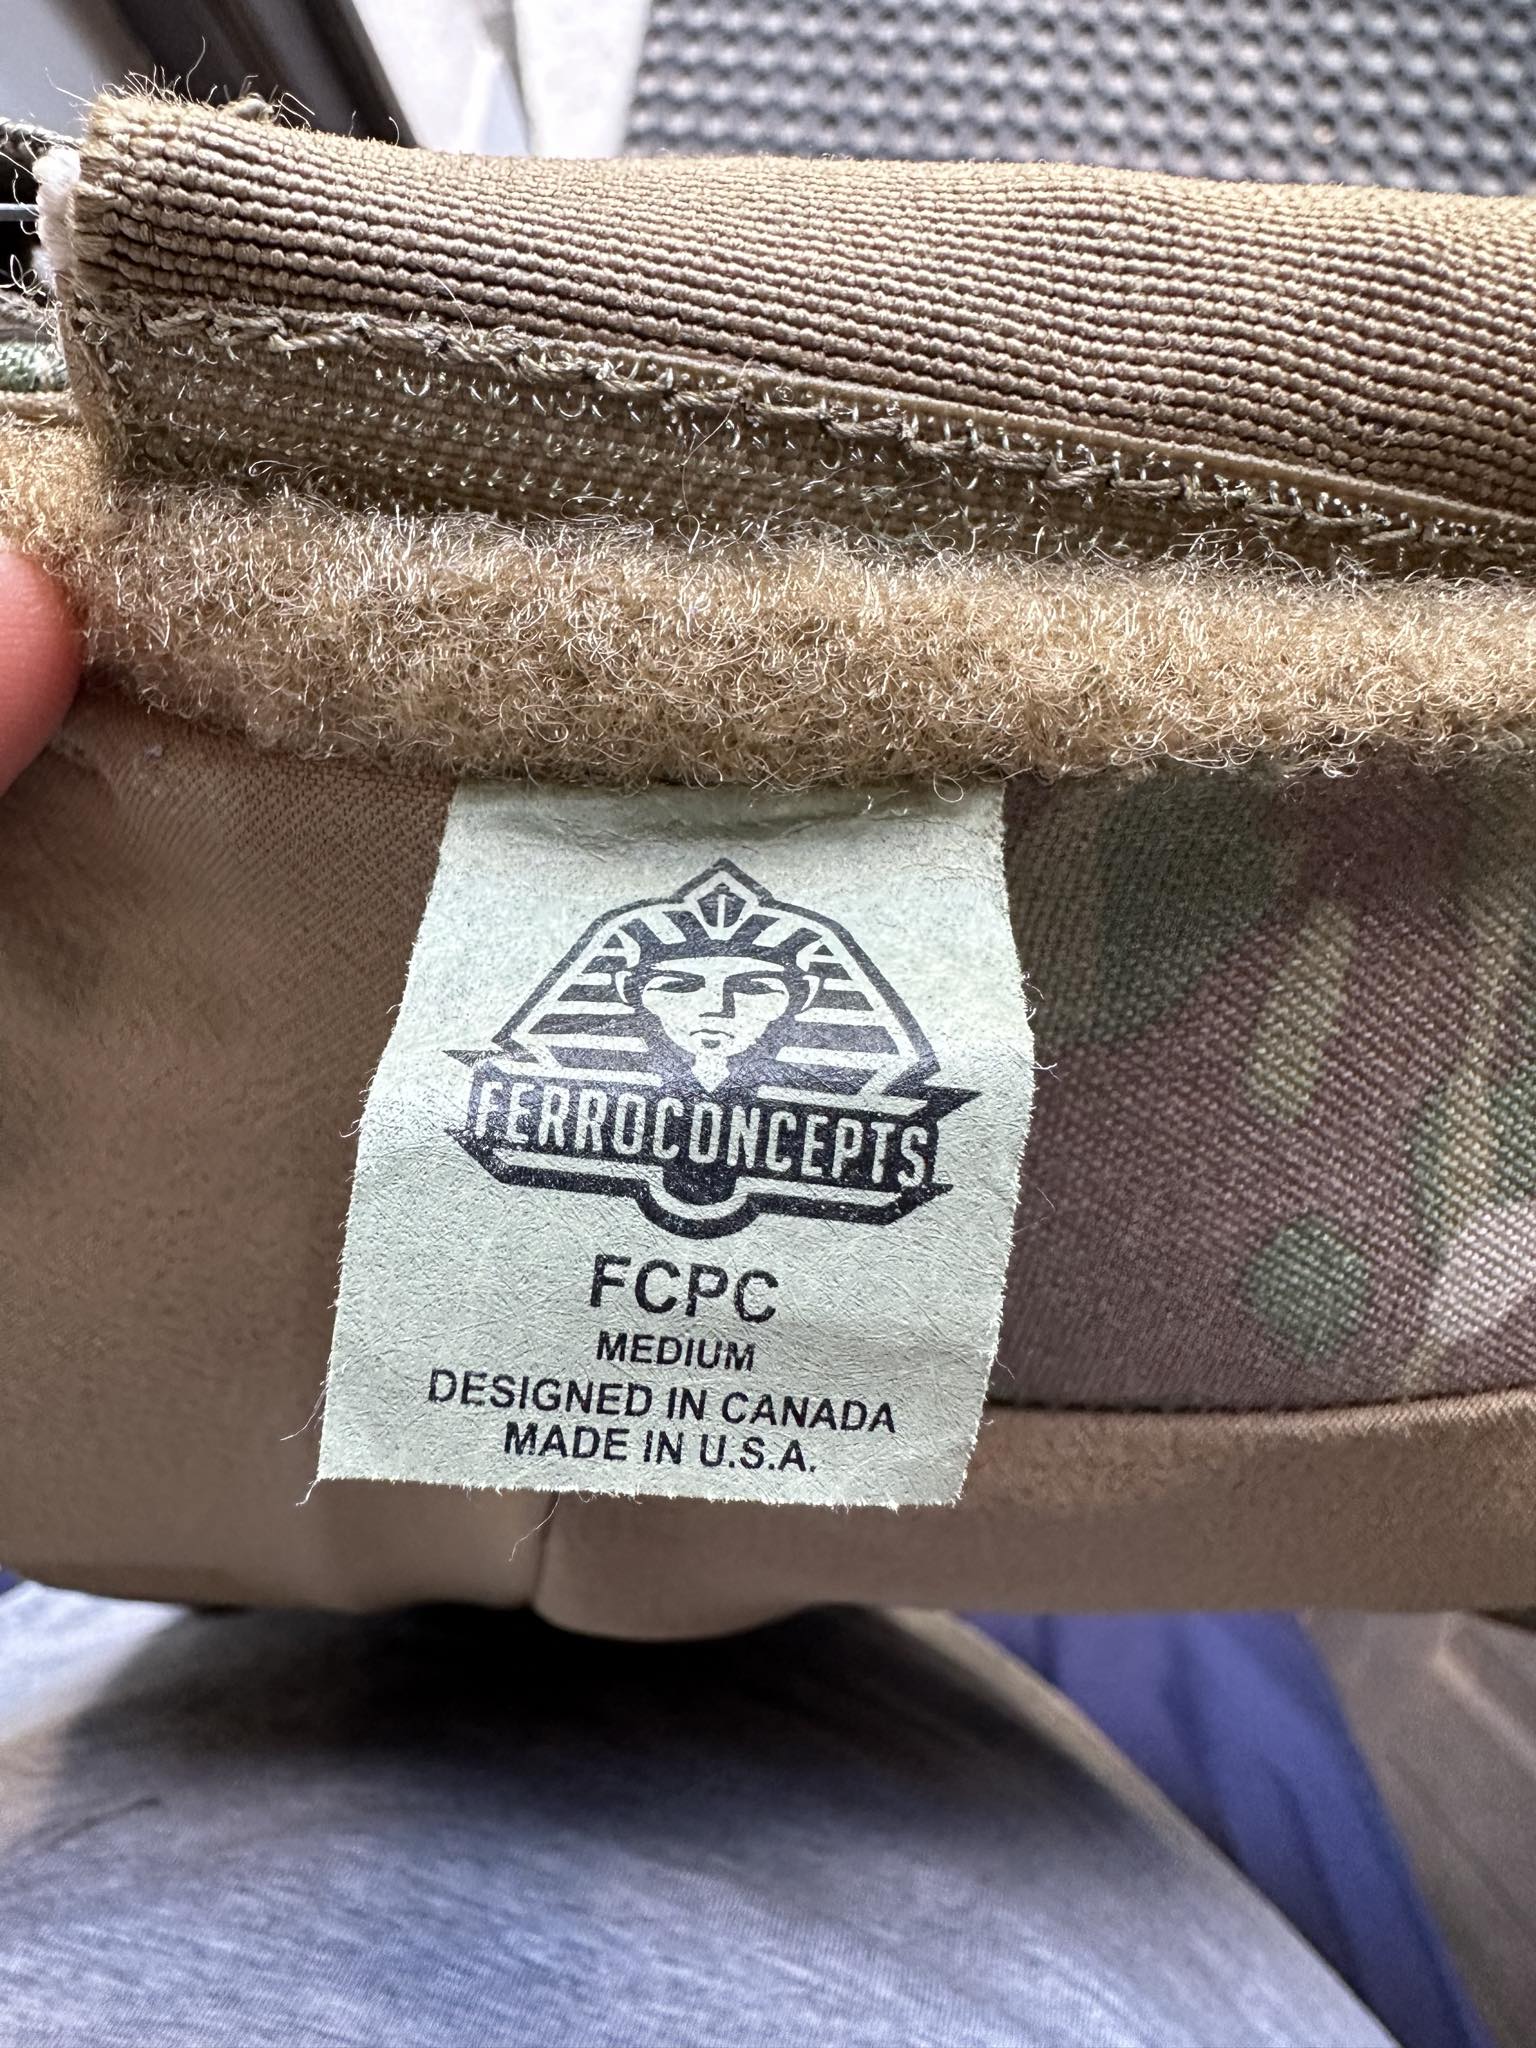 FERROCONCEPTS
FCPC
MEDIUM
DESIGNED IN CANADA
MADE IN U.S.A.